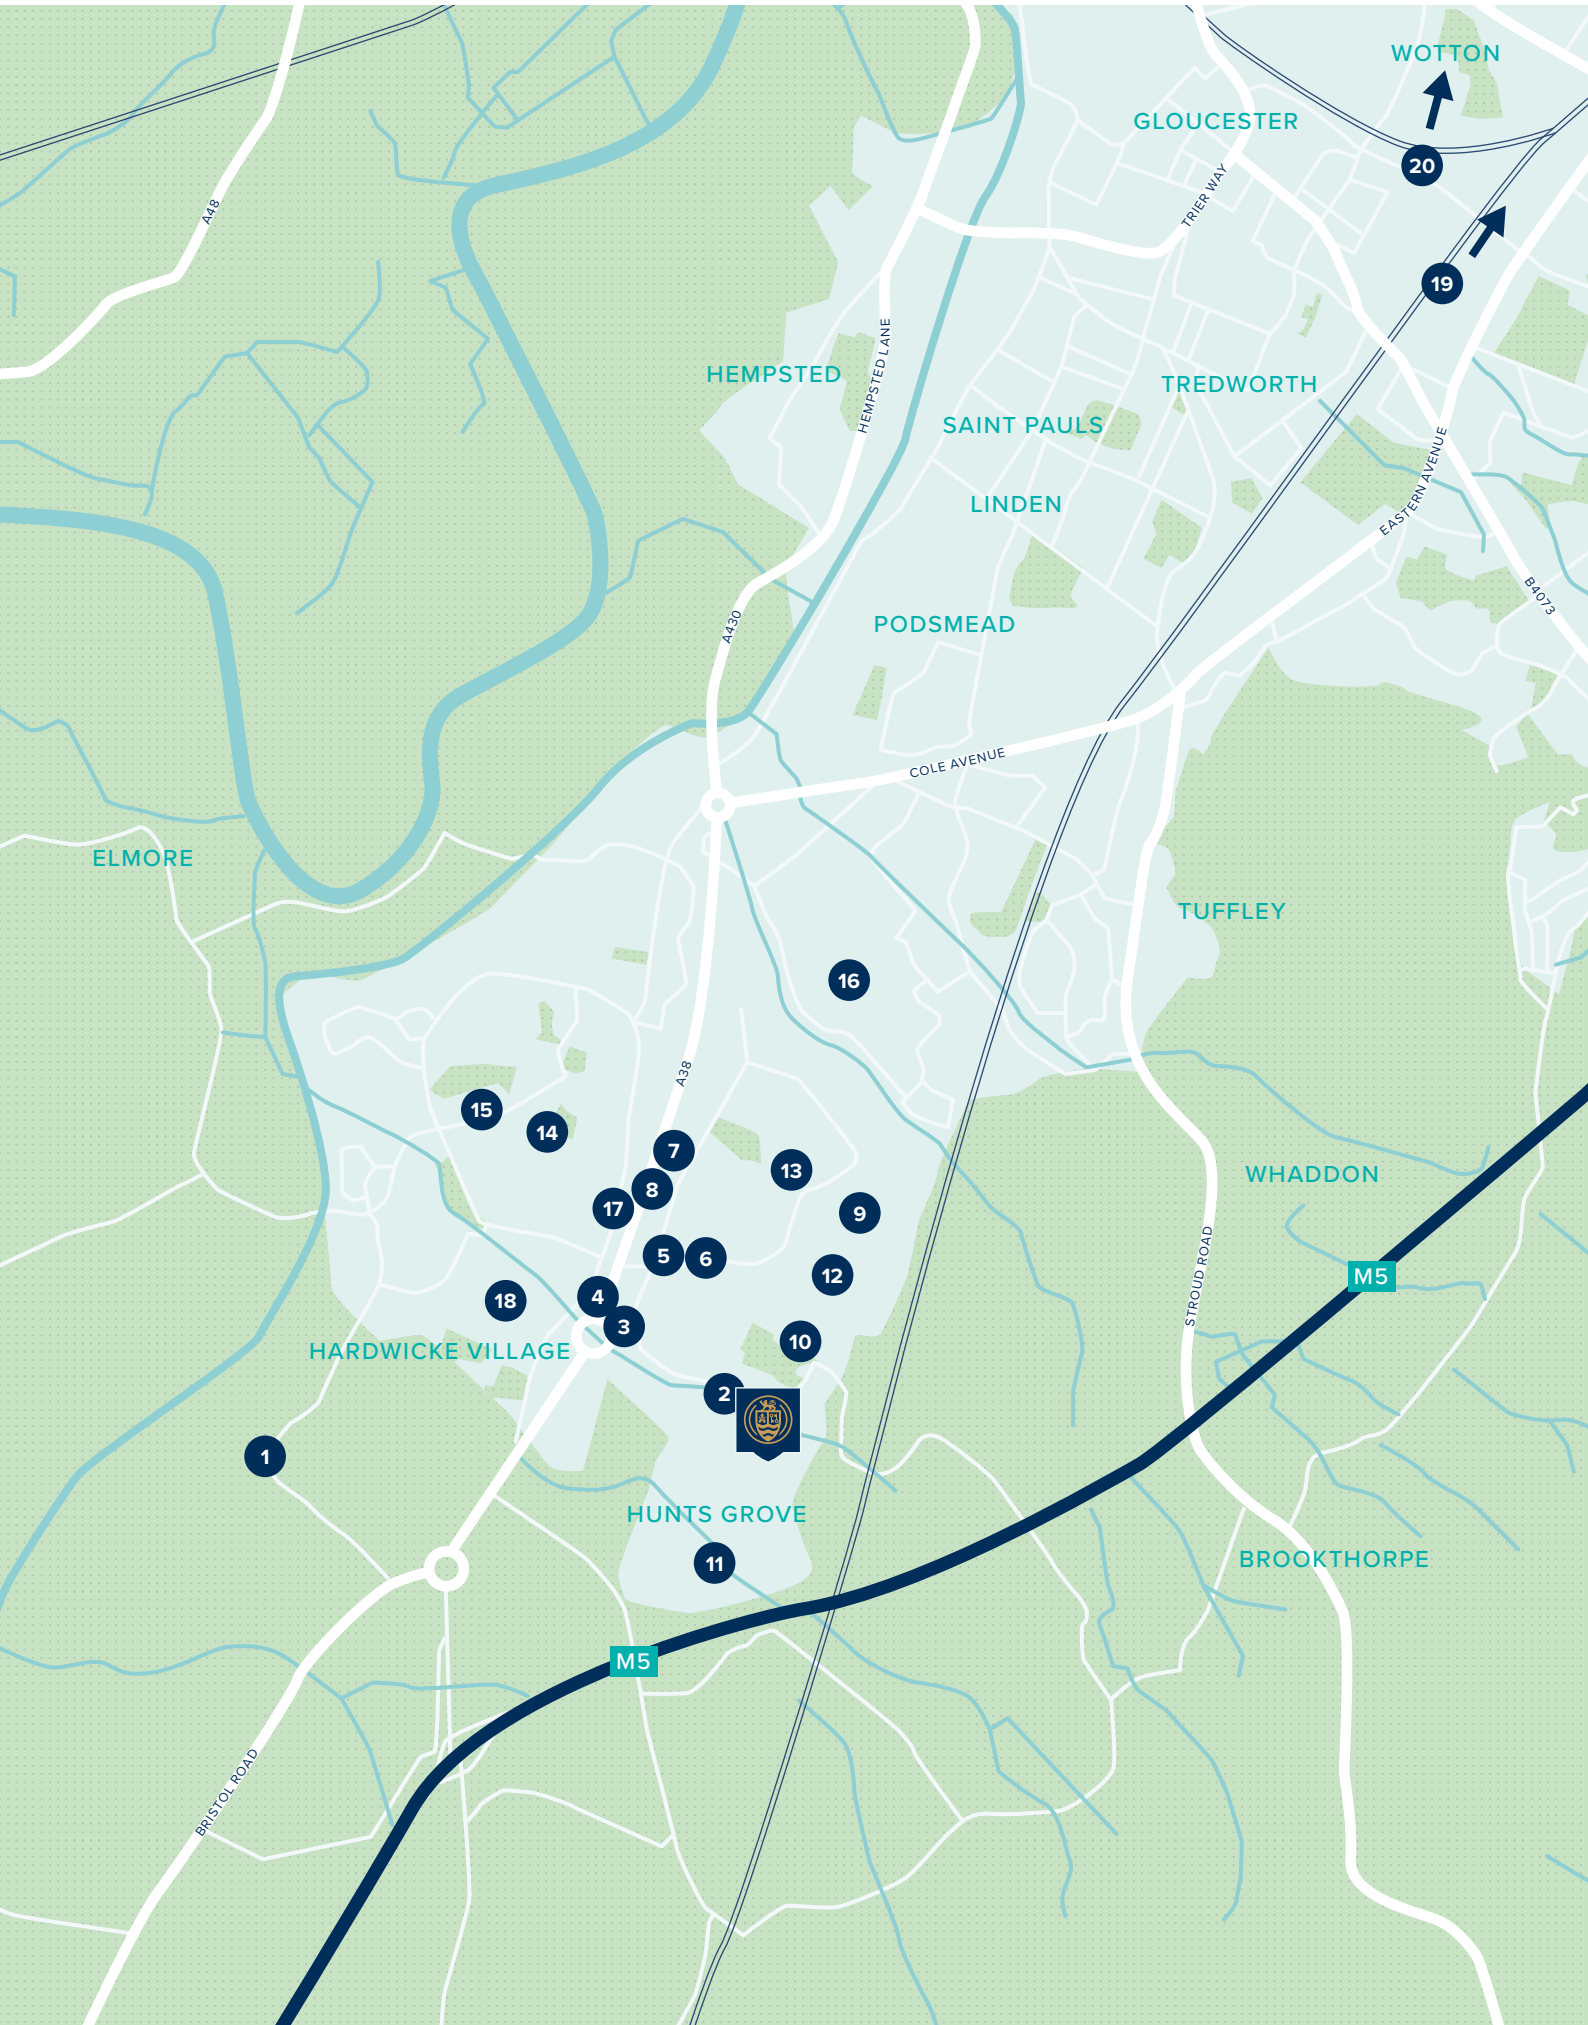 WOTTON
GLOUCESTER
20
TRIER WAY
A48
19
HEMPSTED LANE
HEMPSTED
TREDWORTH
SAINT PAULS
EASTERN AVENUE
LINDEN
B4073
PODSMEAD
A430
COLE AVENUE
ELMORE
TUFFLEY
16
A38
15
14
7
13
WHADDON
8
17
9
5
6
12
STROUD ROAD
M5
18
4
3
10
HARDWICKE VILLAGE
2
1
HUNTS GROVE
11
BROOKTHORPE
M5
BRISTOL ROAD